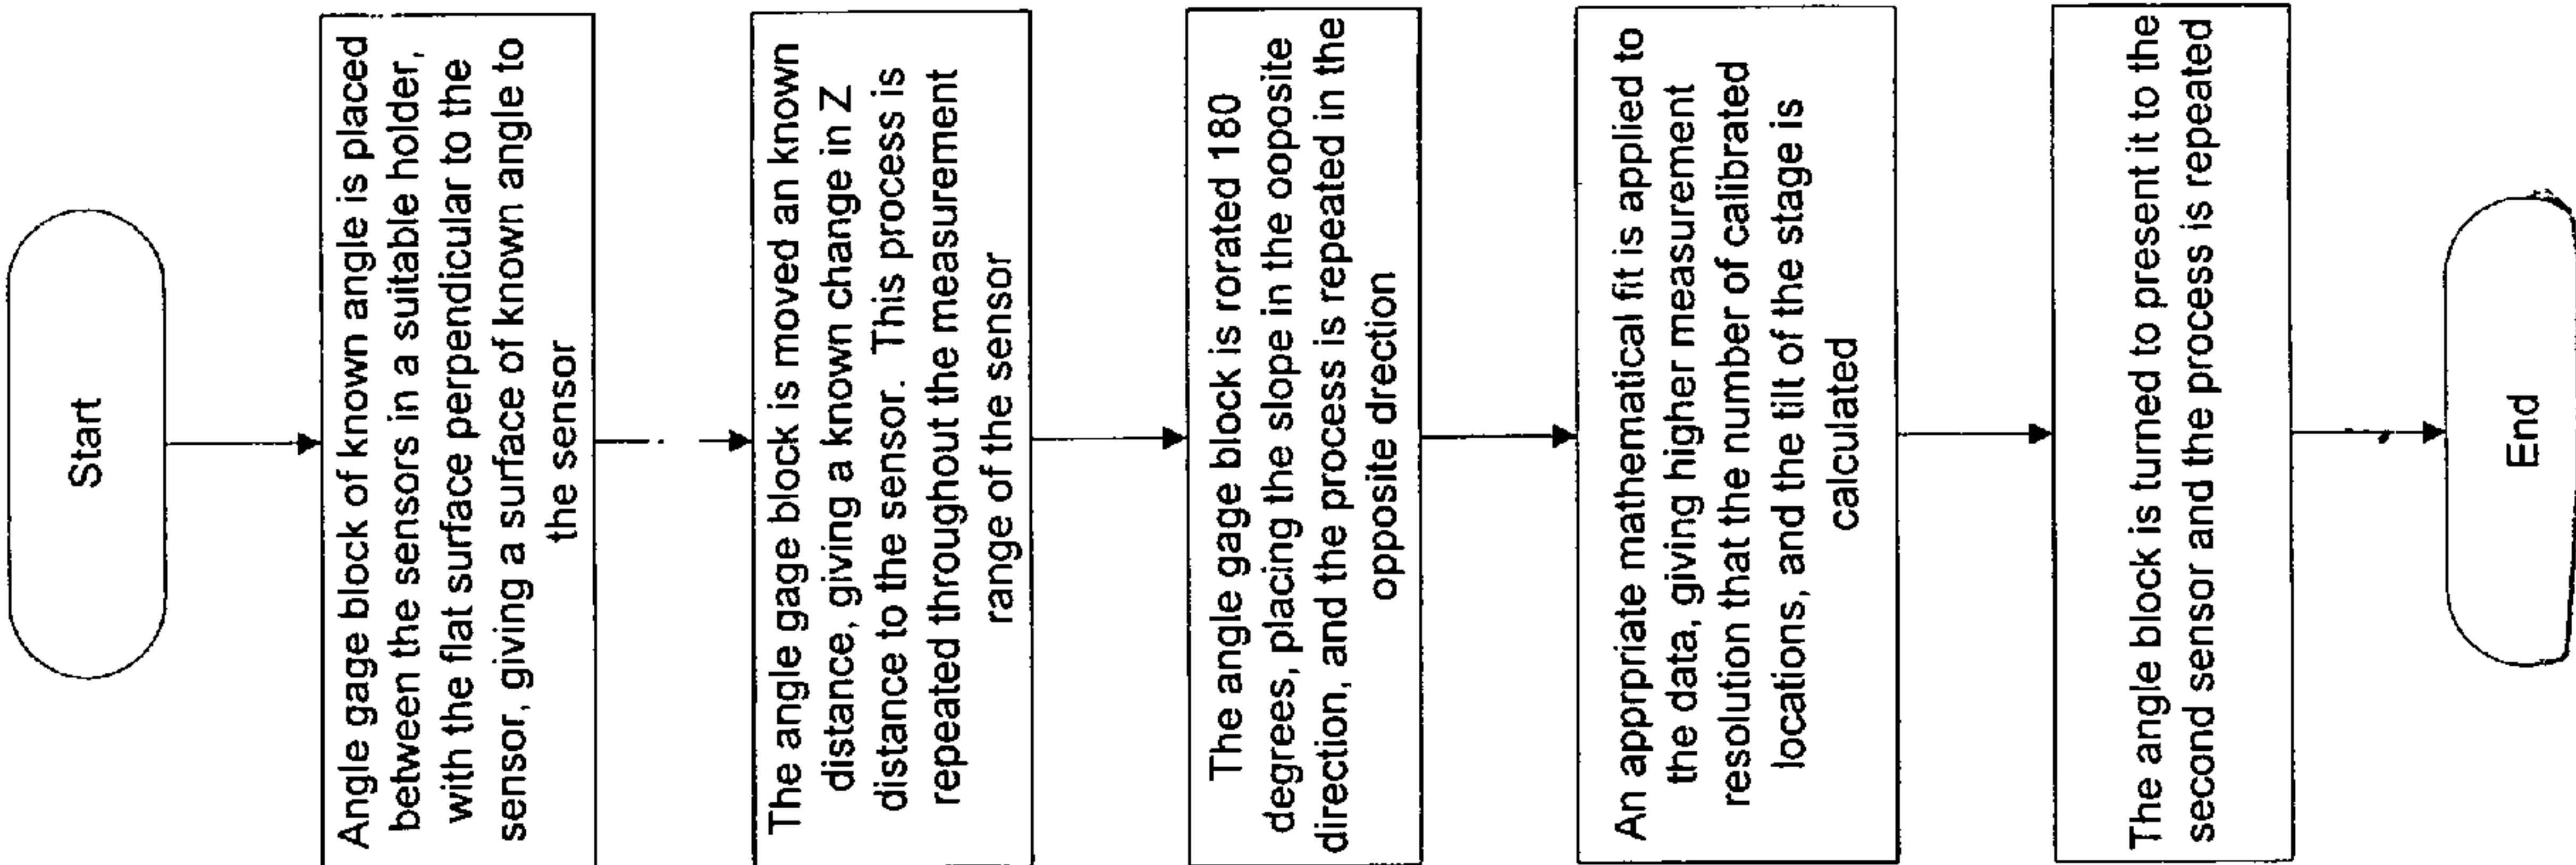 Start
Angle gage block of known angle is placed
between the sensors in a suitable holder,
with the flat surface perpendicular to the
sensor, giving a surface of known angle to
the sensor
The angle gage block is moved an known
distance, giving a known change in Z
distance to the sensor. This process is
repeated throughout the measurement
range of the sensor
The angle gage block is rorated 180
degrees, placing the slope in the oopositе
direction, and the process is repeated in the
opposite drection
An apprpriate mathematical fit is applied to
the data, giving higher measurement
resolution that the number of calibrated
locations, and the tilt of the stage is
calculated
The angle block is turned to present it to the
second sensor and the process is repeated
End